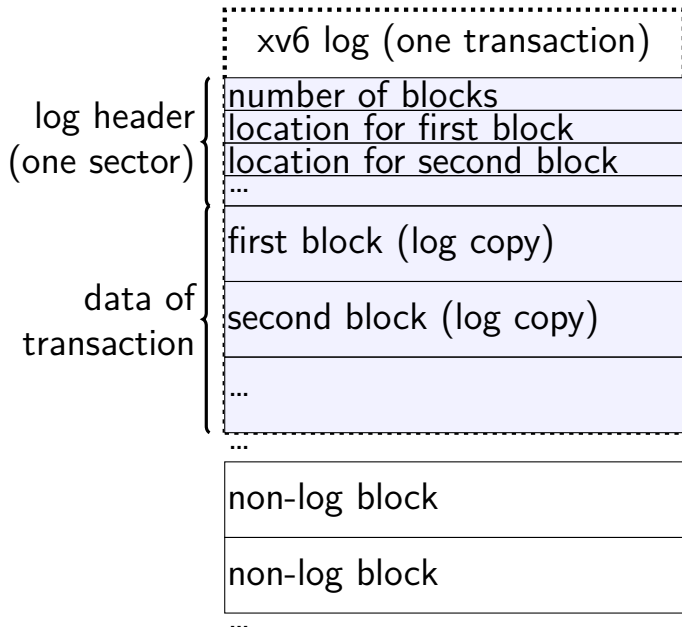 xv6 log (one transaction)
log header
(one sector)
number of blocks
location for first block
location for second block
...
data of
transaction
first block (log copy)
second block (log copy)
...
...
non-log block
non-log block
...